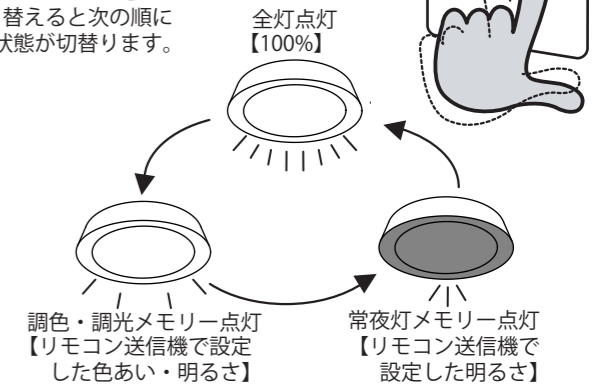 替えると次の順に
状態が切替ります。
全灯点灯
【100%】
調色・調光メモリー点灯
【リモコン送信機で設定
した色あい・明るさ】
常夜灯メモリー点灯
【リモコン送信機で
設定した明るさ】